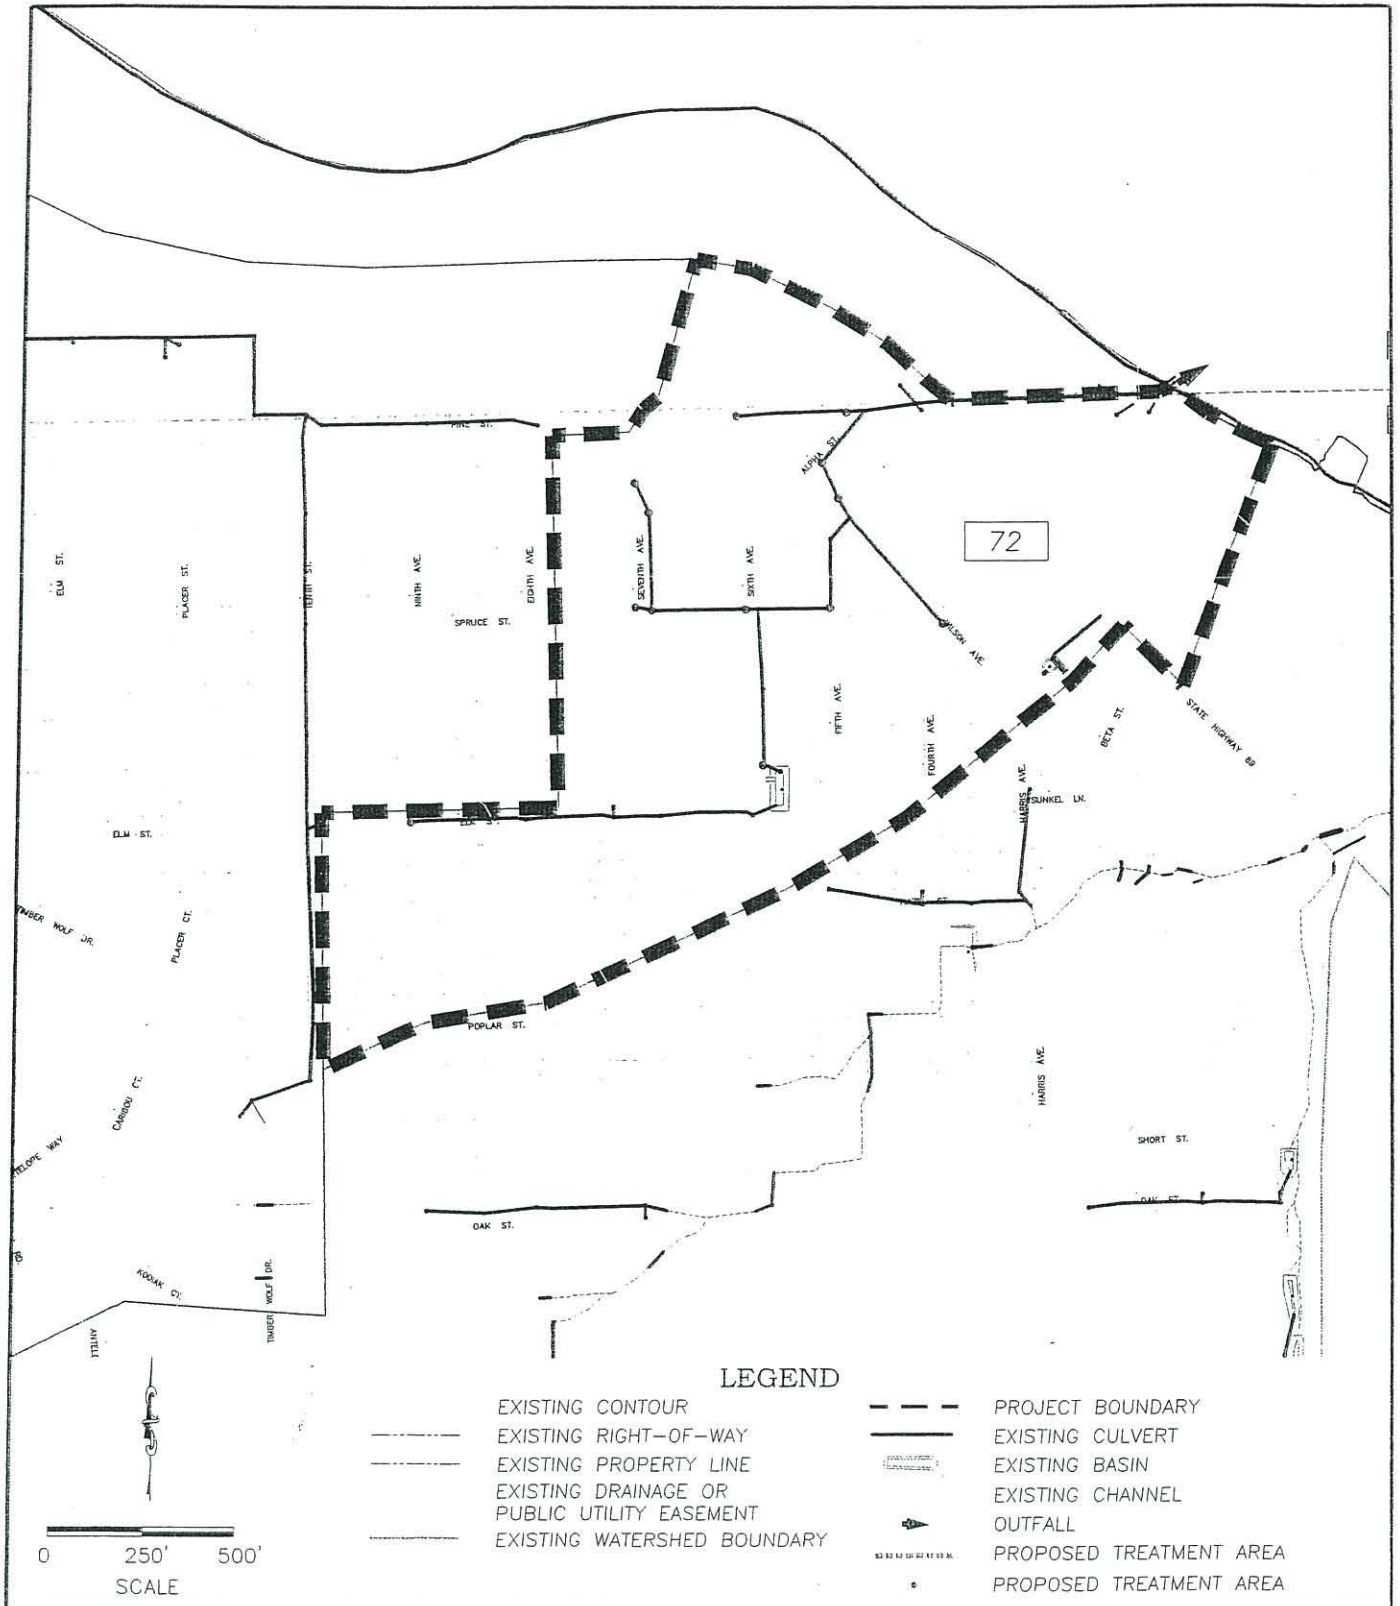 PINE ST.
ALPHA ST.
72
ELM ST.
PLACER ST.
TENTH ST.
NINTH AVE.
EIGHTH AVE.
SEVENTH AVE.
SIXTH AVE.
SPRUCE ST.
WILSON AVE.
FIFTH AVE.
FOURTH AVE.
BETA ST.
STATE HIGHWAY 89
HARRIS AVE.
SUNKEL LN.
ELM ST.
TIMBER WOLF DR.
PLACER CT.
POPLAR ST.
CARIBOU CT.
HARRIS AVE.
TELOPE WAY
SHORT ST.
OAK ST.
OAK ST.
KODIAK CT.
TIMBER WOLF DR.
ANTELI
LEGEND
EXISTING CONTOUR
EXISTING RIGHT-OF-WAY
EXISTING PROPERTY LINE
EXISTING DRAINAGE OR
PUBLIC UTILITY EASEMENT
EXISTING WATERSHED BOUNDARY
PROJECT BOUNDARY
EXISTING CULVERT
EXISTING BASIN
EXISTING CHANNEL
OUTFALL
PROPOSED TREATMENT AREA
PROPOSED TREATMENT AREA
0 250' 500'
SCALE